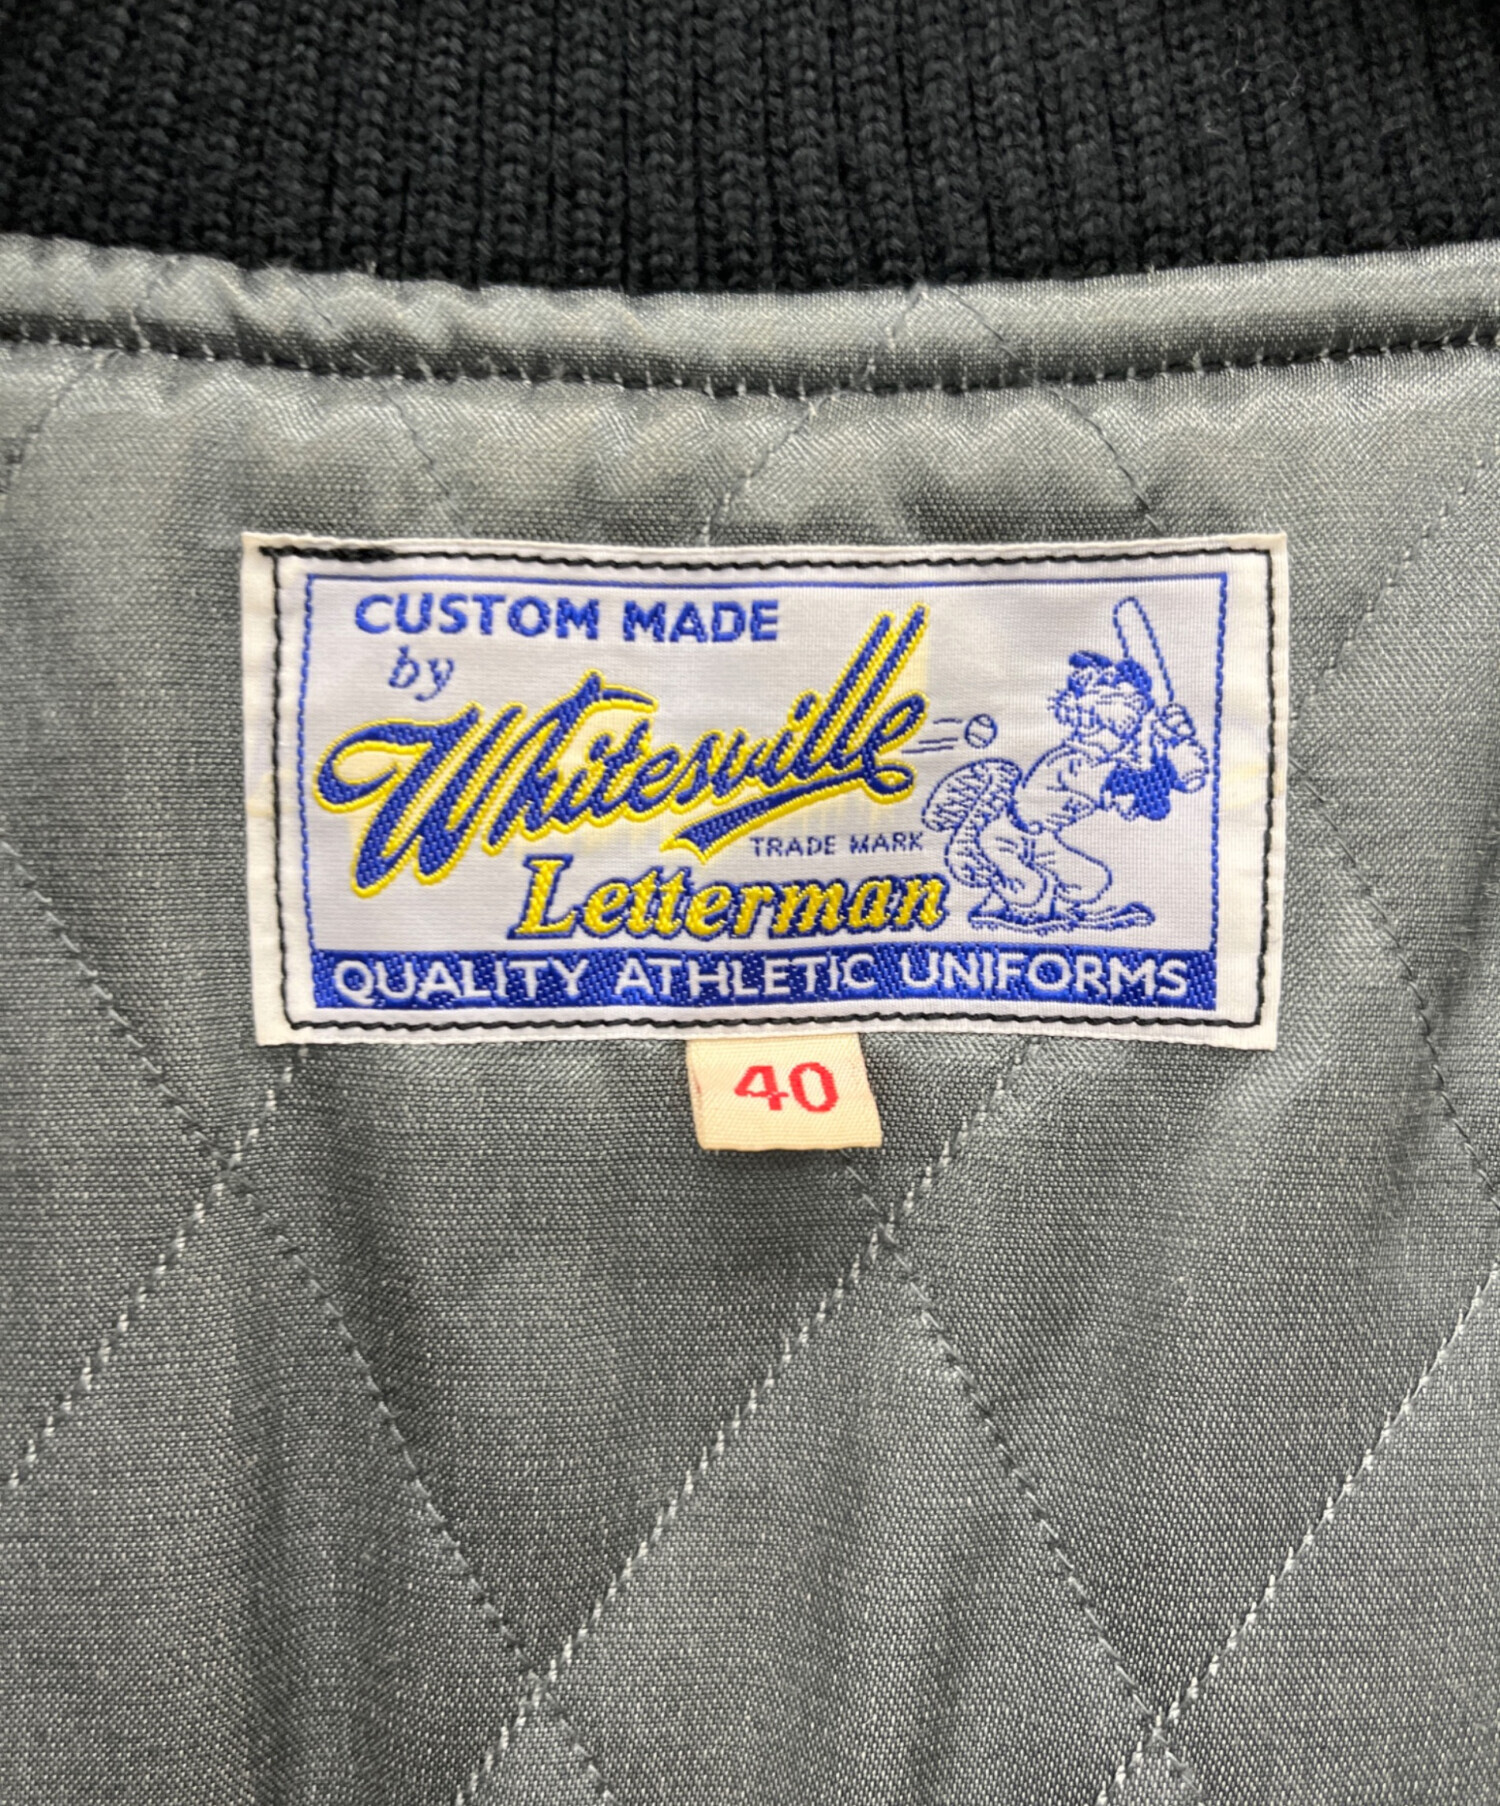 CUSTOM MADE
by
Whitesville
TRADE MARK
Letterman
QUALITY ATHLETIC UNIFORMS
40